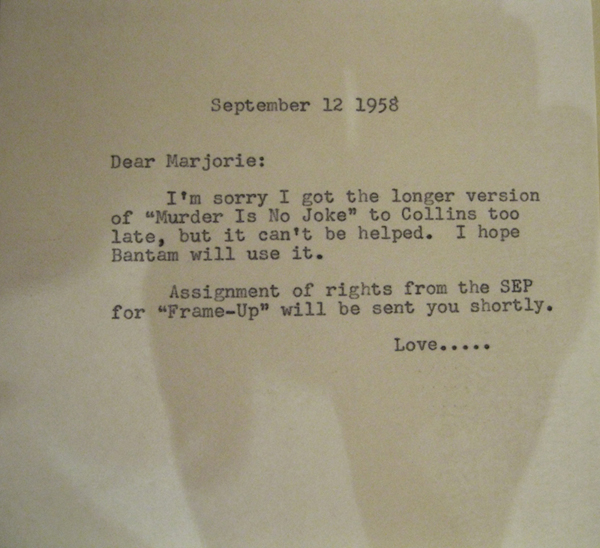 September 12 1958
Dear Marjorie:
I'm sorry I got the longer version
of "Murder Is No Joke" to Collins too
late, but it can't be helped. I hope
Bantam will use it.
Assignment of rights from the SEP
for "Frame-Up" will be sent you shortly.
Love.....